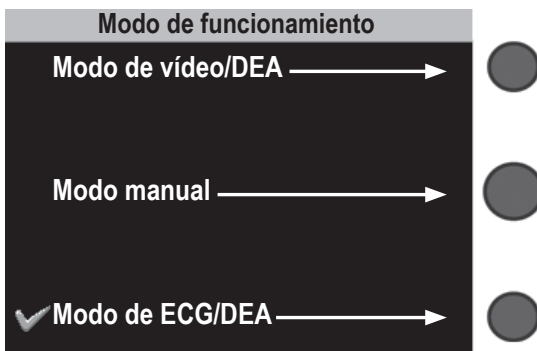 Modo de funcionamiento
Modo de vídeo/DEA
Modo manual
Modo de ECG/DEA